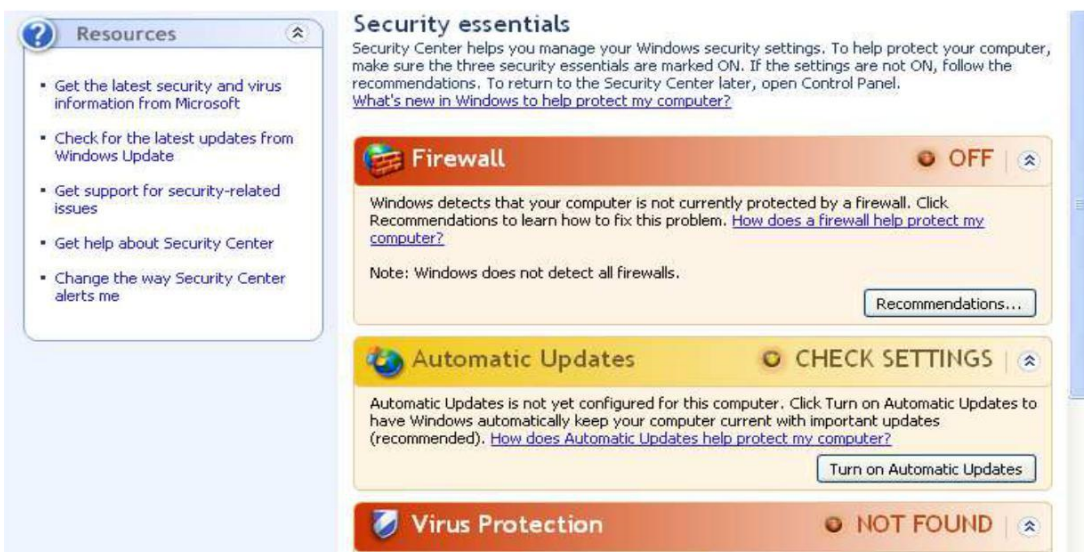 Resources
Get the latest security and virus
information from Microsoft
Check for the latest updates from
Windows Update
Get support for security-related
issues
Get help about Security Center
Change the way Security Center
alerts me
Security essentials
Security Center helps you manage your Windows security settings. To help protect your computer,
make sure the three security essentials are marked ON. If the settings are not ON, follow the
recommendations. To return to the Security Center later, open Control Panel.
What's new in Windows to help protect my computer?
Firewall OFF
Windows detects that your computer is not currently protected by a firewall. Click
Recommendations to learn how to fix this problem. How does a firewall help protect my
computer?
Note: Windows does not detect all firewalls.
Recommendations...
Automatic Updates CHECK SETTINGS
Automatic Updates is not yet configured for this computer. Click Turn on Automatic Updates to
have Windows automatically keep your computer current with important updates
(recommended). How does Automatic Updates help protect my computer?
Turn on Automatic Updates
Virus Protection NOT FOUND